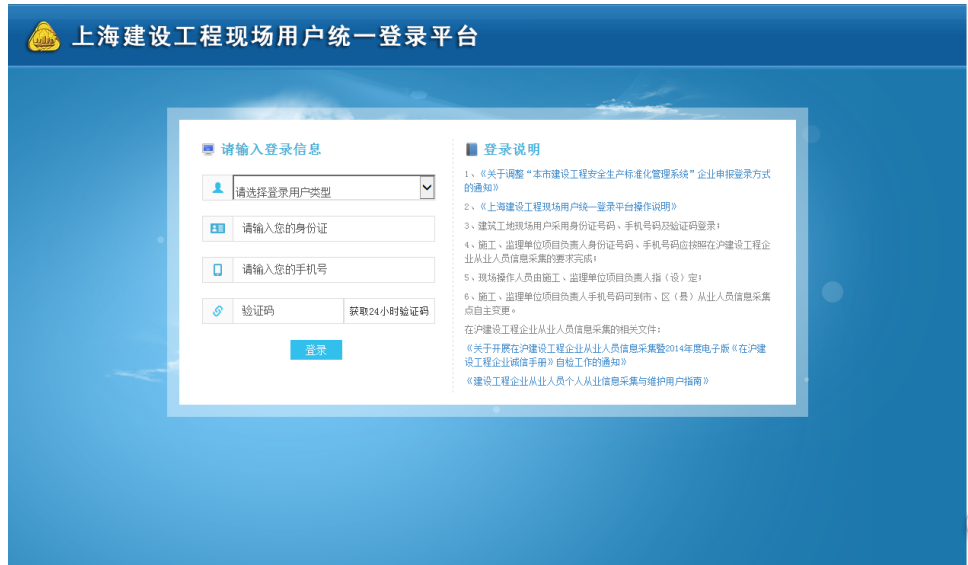 上海建设工程现场用户统一登录平台
请输入登录信息
请选择登录用户类型
请输入您的身份证
请输入您的手机号
验证码 获取24小时验证码
登录
登录说明
1、《关于调整“本市建设工程安全生产标准化管理系统”企业申报登录方式
的通知》
2、《上海建设工程现场用户统一登录平台操作说明》
3、建筑工地现场用户采用身份证号码、手机号码及验证码登录；
4、施工、监理单位项目负责人身份证号码、手机号码应按照在沪建设工程企
业从业人员信息采集的要求完成；
5、现场操作人员由施工、监理单位项目负责人指（设）定；
6、施工、监理单位项目负责人手机号码可到市、区（县）从业人员信息采集
点自主变更。
在沪建设工程企业从业人员信息采集的相关文件：
《关于开展在沪建设工程企业从业人员信息采集暨2014年度电子版《在沪建
设工程企业诚信手册》自检工作的通知》
《建设工程企业从业人员个人从业信息采集与维护用户指南》